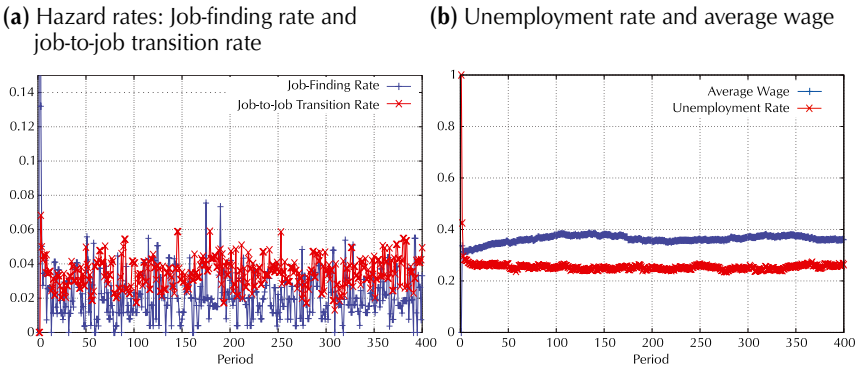 (a) Hazard rates: Job-finding rate and
job-to-job transition rate
0.14
0.12
0.1
0.08
0.06
0.04
0.02
0
Job-Finding Rate
Job-to-Job Transition Rate
0 50 100 150 200 250 300 350 400
Period
(b) Unemployment rate and average wage
1
0.8
0.6
0.4
0.2
0
Average Wage
Unemployment Rate
0 50 100 150 200 250 300 350 400
Period